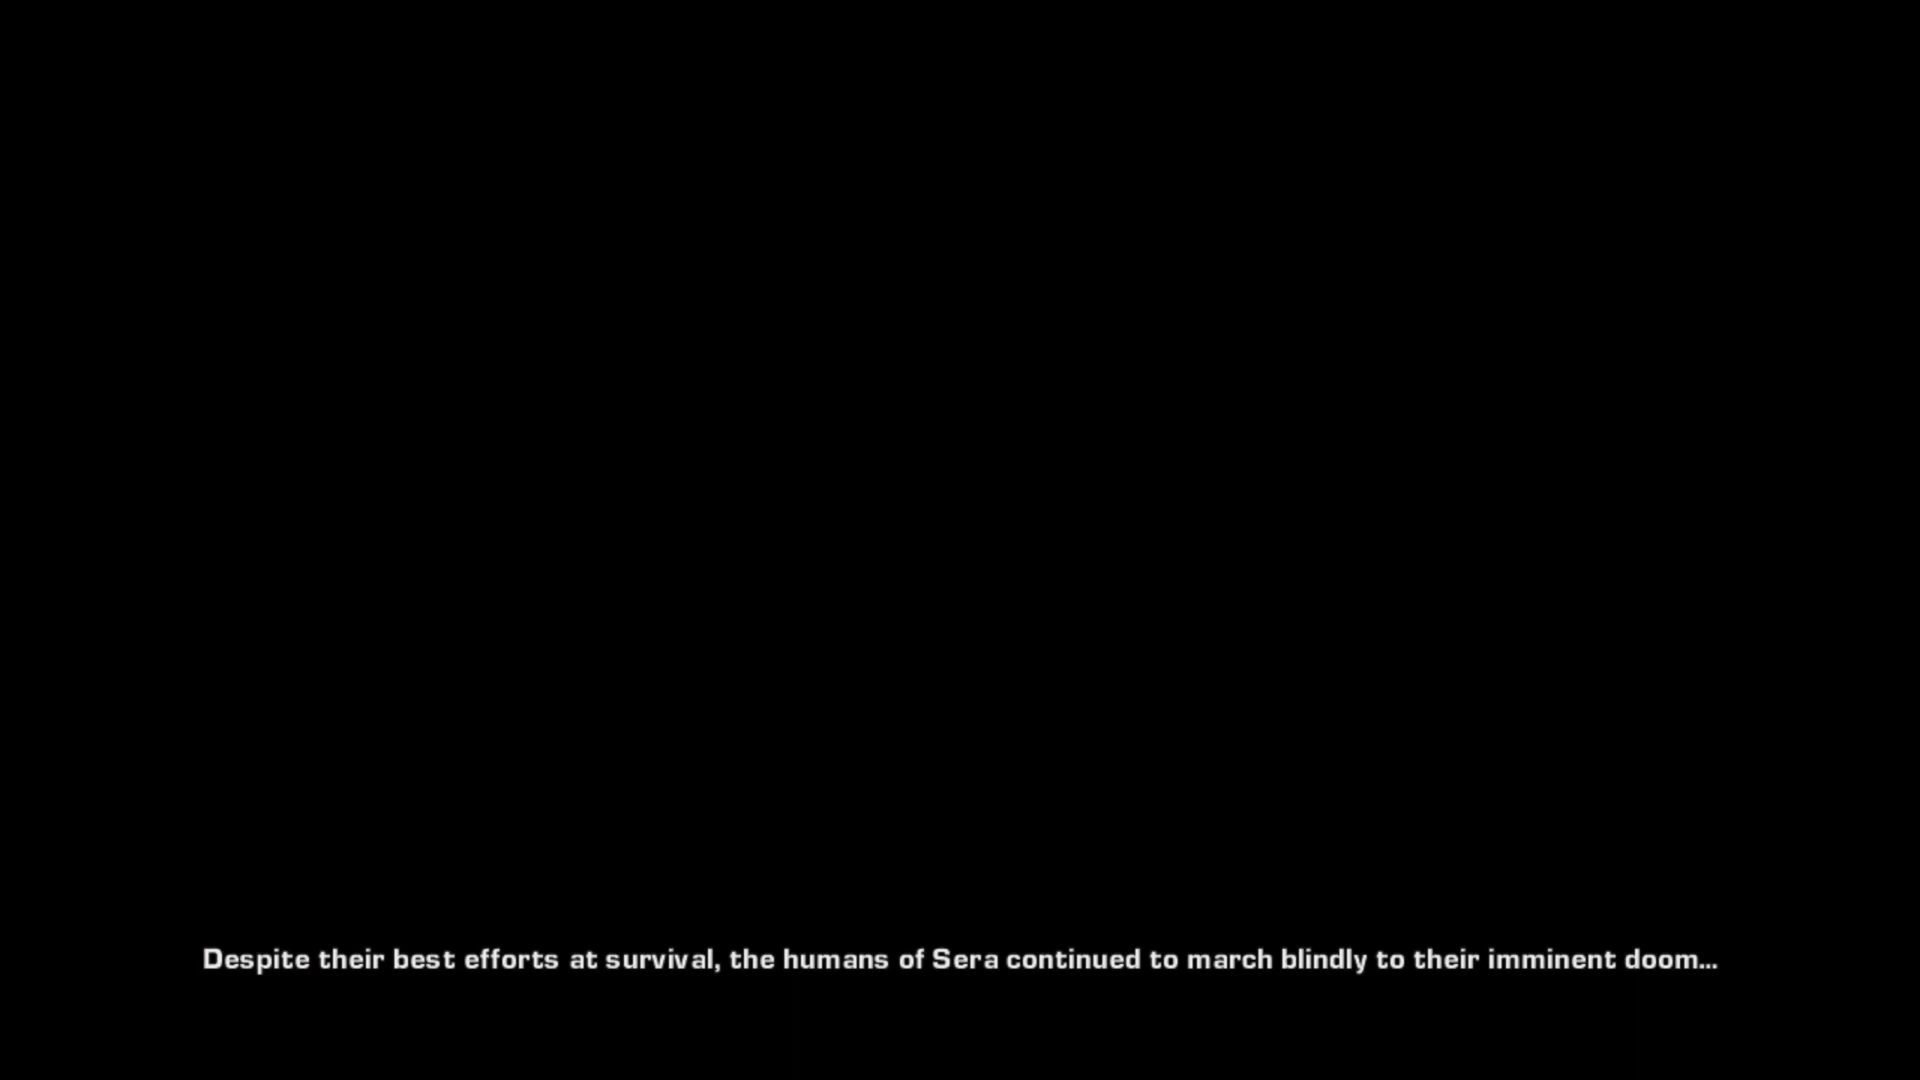 Despite their best efforts at survival, the humans of Sera continued to march blindly to their imminent doom...